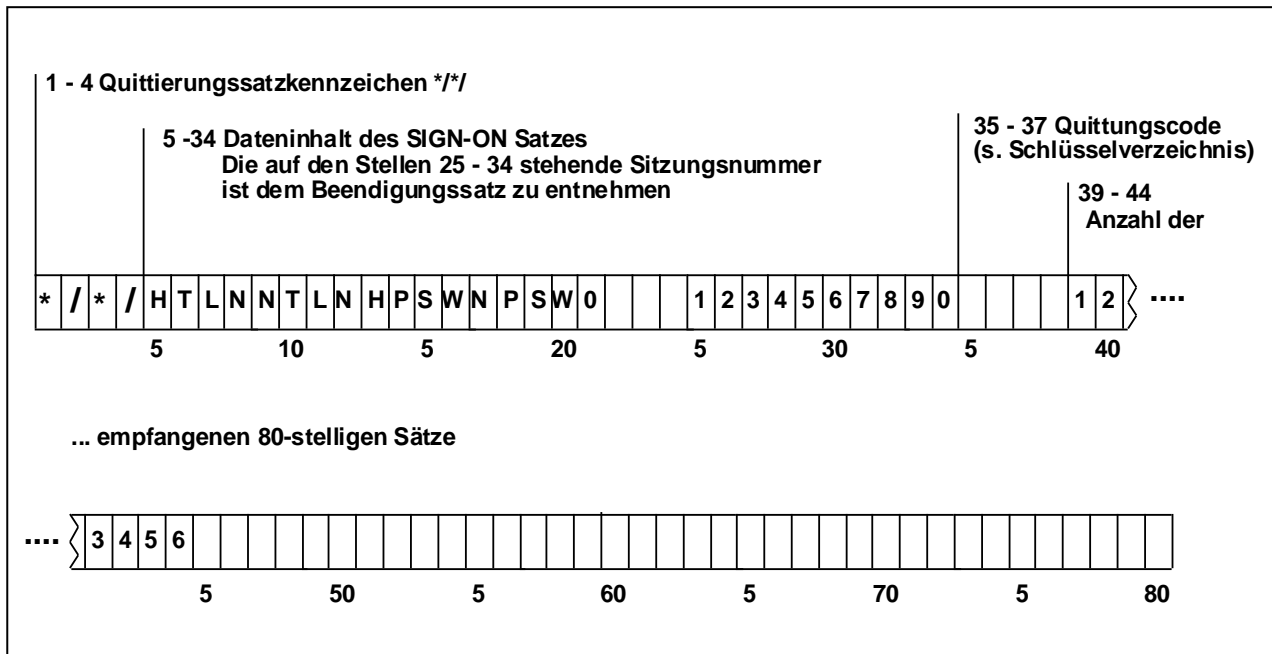 1 - 4 Quittierungssatzkennzeichen */*/
5 -34 Dateninhalt des SIGN-ON Satzes
Die auf den Stellen 25 - 34 stehende Sitzungsnummer
ist dem Beendigungssatz zu entnehmen
35 - 37 Quittungscode
(s. Schlüsselverzeichnis)
39 - 44
Anzahl der
* / * / H T L N N T L N H P S W N P S W 0 1 2 3 4 5 6 7 8 9 0 1 2 ....
5 10 5 20 5 30 5 40
... empfangenen 80-stelligen Sätze
.... 3 4 5 6
5 50 5 60 5 70 5 80